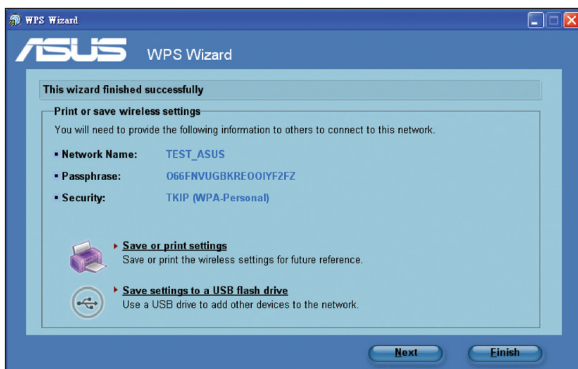 WPS Wizard
ASUS WPS Wizard
This wizard finished successfully
Print or save wireless settings
You will need to provide the following information to others to connect to this network.
Network Name: TEST_ASUS
Passphrase: O66FNVUGBKREOOIYF2FZ
Security: TKIP (WPA-Personal)
Save or print settings
Save or print the wireless settings for future reference.
Save settings to a USB flash drive
Use a USB drive to add other devices to the network.
Next Finish